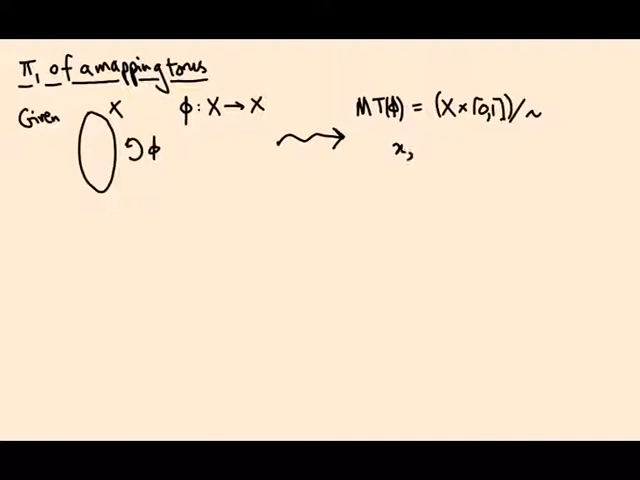 π₁ of a mapping torus
Given X φ: X → X MT(φ) = (X × [0,1])/~
φ x,